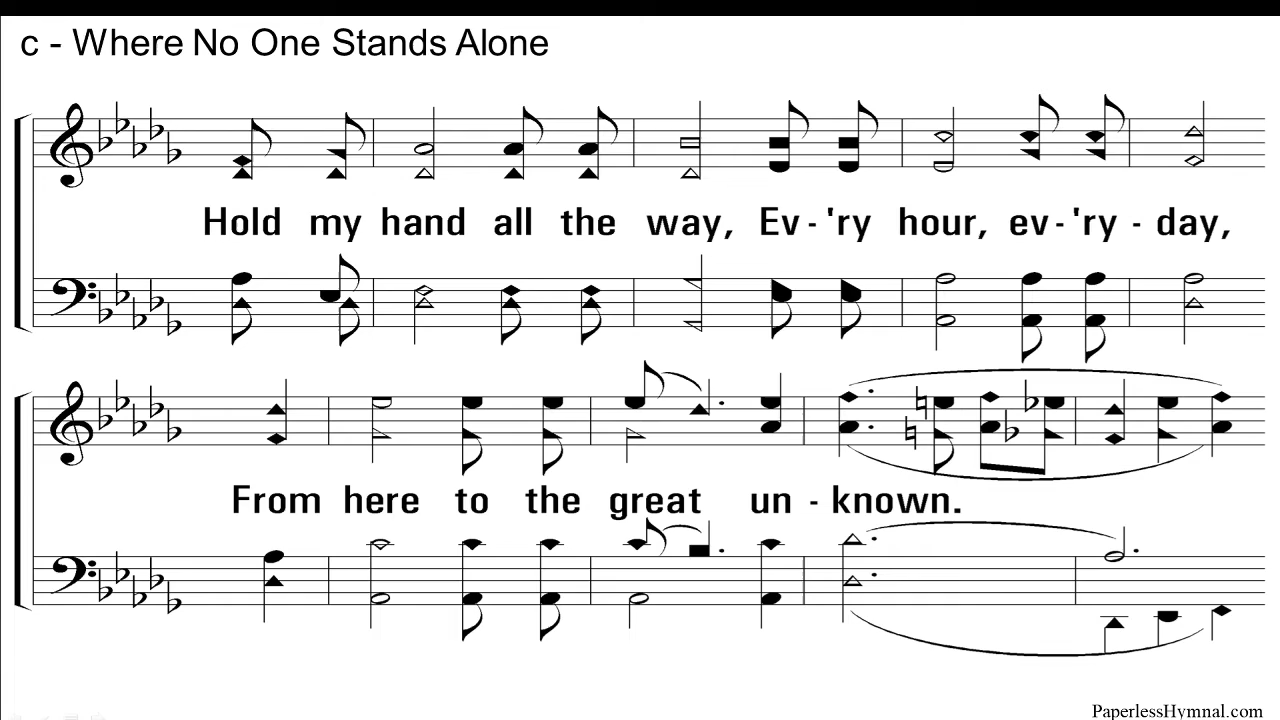 c - Where No One Stands Alone
Hold my hand all the way, Ev-'ry hour, ev-'ry - day,
From here to the great un - known.
PaperlessHymnal.com